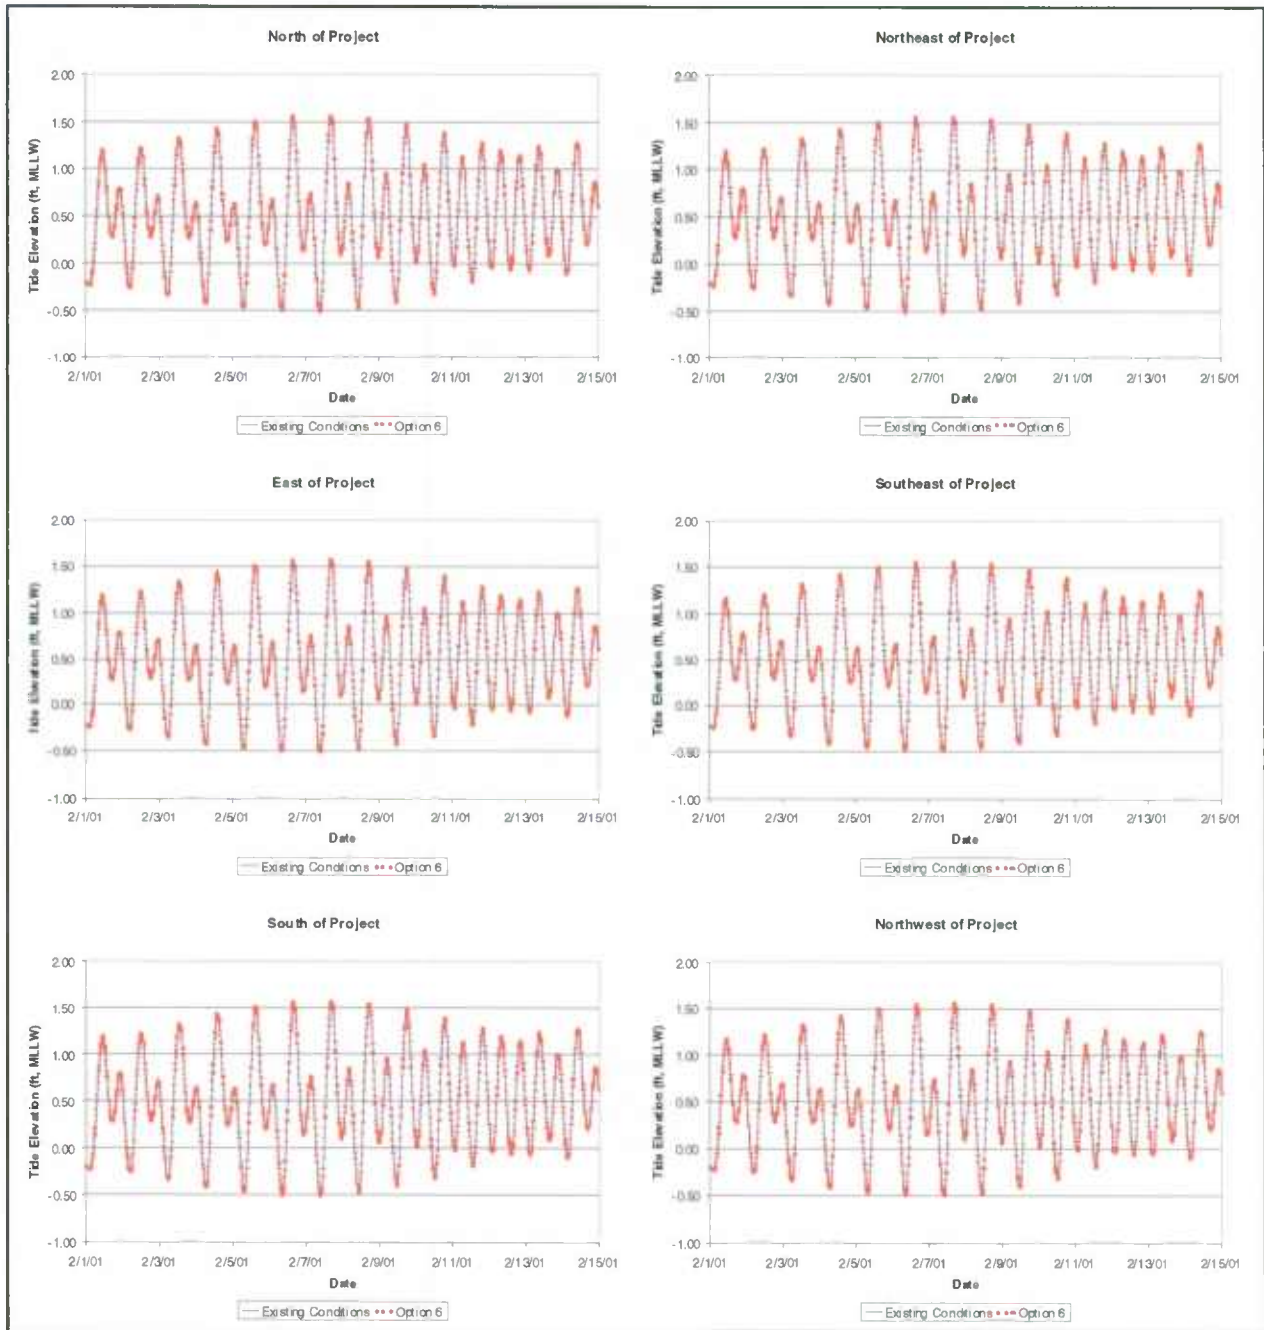 North of Project
Tide Elevation (ft, MLLW)
2.00
1.50
1.00
0.50
0.00
-0.50
-1.00
2/1/01 2/3/01 2/5/01 2/7/01 2/9/01 2/11/01 2/13/01 2/15/01
Date
Existing Conditions Option 6
Northeast of Project
Tide Elevation (ft, MLLW)
2.00
1.50
1.00
0.50
0.00
-0.50
-1.00
2/1/01 2/3/01 2/5/01 2/7/01 2/9/01 2/11/01 2/13/01 2/15/01
Date
Existing Conditions Option 6
East of Project
Tide Elevation (ft, MLLW)
2.00
1.50
1.00
0.50
0.00
-0.50
-1.00
2/1/01 2/3/01 2/5/01 2/7/01 2/9/01 2/11/01 2/13/01 2/15/01
Date
Existing Conditions Option 6
Southeast of Project
Tide Elevation (ft, MLLW)
2.00
1.50
1.00
0.50
0.00
-0.50
-1.00
2/1/01 2/3/01 2/5/01 2/7/01 2/9/01 2/11/01 2/13/01 2/15/01
Date
Existing Conditions Option 6
South of Project
Tide Elevation (ft, MLLW)
2.00
1.50
1.00
0.50
0.00
-0.50
-1.00
2/1/01 2/3/01 2/5/01 2/7/01 2/9/01 2/11/01 2/13/01 2/15/01
Date
Existing Conditions Option 6
Northwest of Project
Tide Elevation (ft, MLLW)
2.00
1.50
1.00
0.50
0.00
-0.50
-1.00
2/1/01 2/3/01 2/5/01 2/7/01 2/9/01 2/11/01 2/13/01 2/15/01
Date
Existing Conditions Option 6